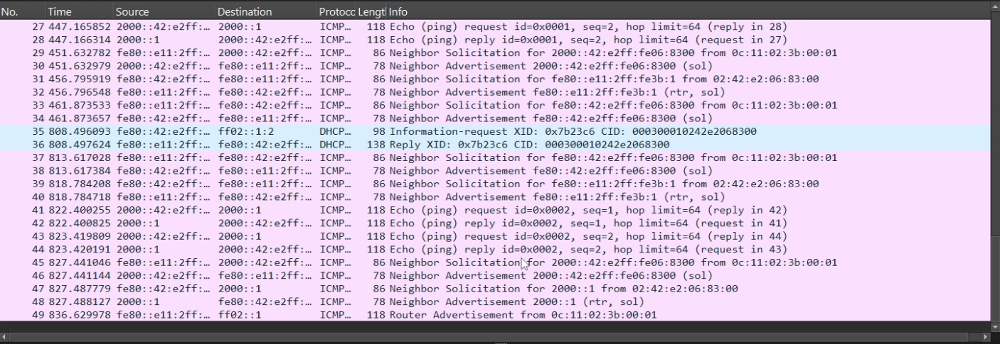 No. Time Source Destination Protocc Lengtl Info
27 447.165852 2000::42:e2ff:… 2000::1 ICMP… 118 Echo (ping) request id=0x0001, seq=2, hop limit=64 (reply in 28)
28 447.166314 2000::1 2000::42:e2ff:… ICMP… 118 Echo (ping) reply id=0x0001, seq=2, hop limit=64 (request in 27)
29 451.632782 fe80::e11:2ff:… 2000::42:e2ff:… ICMP… 86 Neighbor Solicitation for 2000::42:e2ff:fe06:8300 from 0c:11:02:3b:00:01
30 451.632979 2000::42:e2ff:… fe80::e11:2ff:… ICMP… 78 Neighbor Advertisement 2000::42:e2ff:fe06:8300 (sol)
31 456.795919 fe80::42:e2ff:… fe80::e11:2ff:… ICMP… 86 Neighbor Solicitation for fe80::e11:2ff:fe3b:1 from 02:42:e2:06:83:00
32 456.796548 fe80::e11:2ff:… fe80::42:e2ff:… ICMP… 78 Neighbor Advertisement fe80::e11:2ff:fe3b:1 (rtr, sol)
33 461.873533 fe80::e11:2ff:… fe80::42:e2ff:… ICMP… 86 Neighbor Solicitation for fe80::42:e2ff:fe06:8300 from 0c:11:02:3b:00:01
34 461.873657 fe80::42:e2ff:… fe80::e11:2ff:… ICMP… 78 Neighbor Advertisement fe80::42:e2ff:fe06:8300 (sol)
35 808.496093 fe80::42:e2ff:… ff02::1:2 DHCP… 98 Information-request XID: 0x7b23c6 CID: 000300010242e2068300
36 808.497624 fe80::e11:2ff:… fe80::42:e2ff:… DHCP… 138 Reply XID: 0x7b23c6 CID: 000300010242e2068300
37 813.617028 fe80::e11:2ff:… fe80::42:e2ff:… ICMP… 86 Neighbor Solicitation for fe80::42:e2ff:fe06:8300 from 0c:11:02:3b:00:01
38 813.617384 fe80::42:e2ff:… fe80::e11:2ff:… ICMP… 78 Neighbor Advertisement fe80::42:e2ff:fe06:8300 (sol)
39 818.784208 fe80::42:e2ff:… fe80::e11:2ff:… ICMP… 86 Neighbor Solicitation for fe80::e11:2ff:fe3b:1 from 02:42:e2:06:83:00
40 818.784718 fe80::e11:2ff:… fe80::42:e2ff:… ICMP… 78 Neighbor Advertisement fe80::e11:2ff:fe3b:1 (rtr, sol)
41 822.400255 2000::42:e2ff:… 2000::1 ICMP… 118 Echo (ping) request id=0x0002, seq=1, hop limit=64 (reply in 42)
42 822.400825 2000::1 2000::42:e2ff:… ICMP… 118 Echo (ping) reply id=0x0002, seq=1, hop limit=64 (request in 41)
43 823.419809 2000::42:e2ff:… 2000::1 ICMP… 118 Echo (ping) request id=0x0002, seq=2, hop limit=64 (reply in 44)
44 823.420191 2000::1 2000::42:e2ff:… ICMP… 118 Echo (ping) reply id=0x0002, seq=2, hop limit=64 (request in 43)
45 827.441046 fe80::e11:2ff:… 2000::42:e2ff:… ICMP… 86 Neighbor Solicitation for 2000::42:e2ff:fe06:8300 from 0c:11:02:3b:00:01
46 827.441144 2000::42:e2ff:… fe80::e11:2ff:… ICMP… 78 Neighbor Advertisement 2000::42:e2ff:fe06:8300 (sol)
47 827.487779 fe80::42:e2ff:… 2000::1 ICMP… 86 Neighbor Solicitation for 2000::1 from 02:42:e2:06:83:00
48 827.488127 2000::1 fe80::42:e2ff:… ICMP… 78 Neighbor Advertisement 2000::1 (rtr, sol)
49 836.629978 fe80::e11:2ff:… ff02::1 ICMP… 118 Router Advertisement from 0c:11:02:3b:00:01